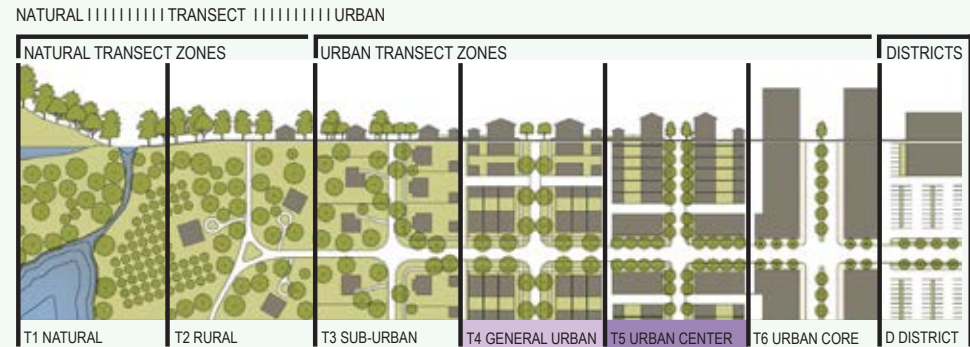 NATURAL I I I I I I I I I I TRANSECT I I I I I I I I I I URBAN
NATURAL TRANSECT ZONES
URBAN TRANSECT ZONES
DISTRICTS
T1 NATURAL
T2 RURAL
T3 SUB-URBAN
T4 GENERAL URBAN
T5 URBAN CENTER
T6 URBAN CORE
D DISTRICT